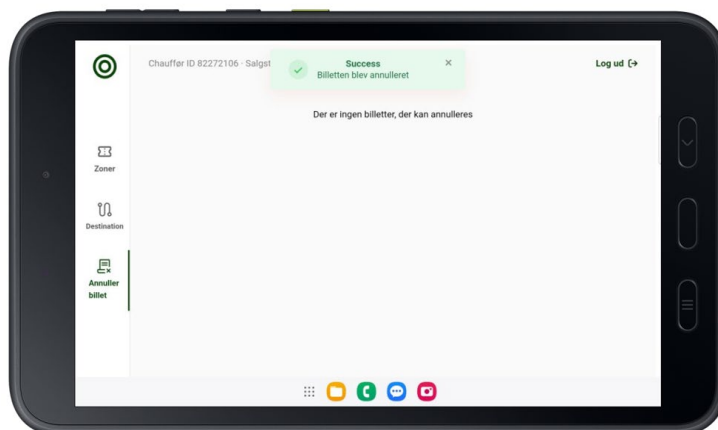 Chauffør ID 82272106 · Salgst
Success
Billetten blev annulleret
Log ud
Der er ingen billetter, der kan annulleres
Zoner
Destination
Annuller
billet